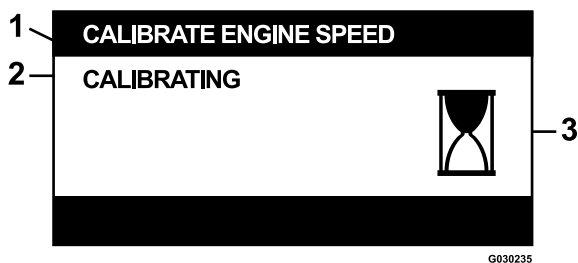 1 CALIBRATE ENGINE SPEED
2 CALIBRATING
3
G030235